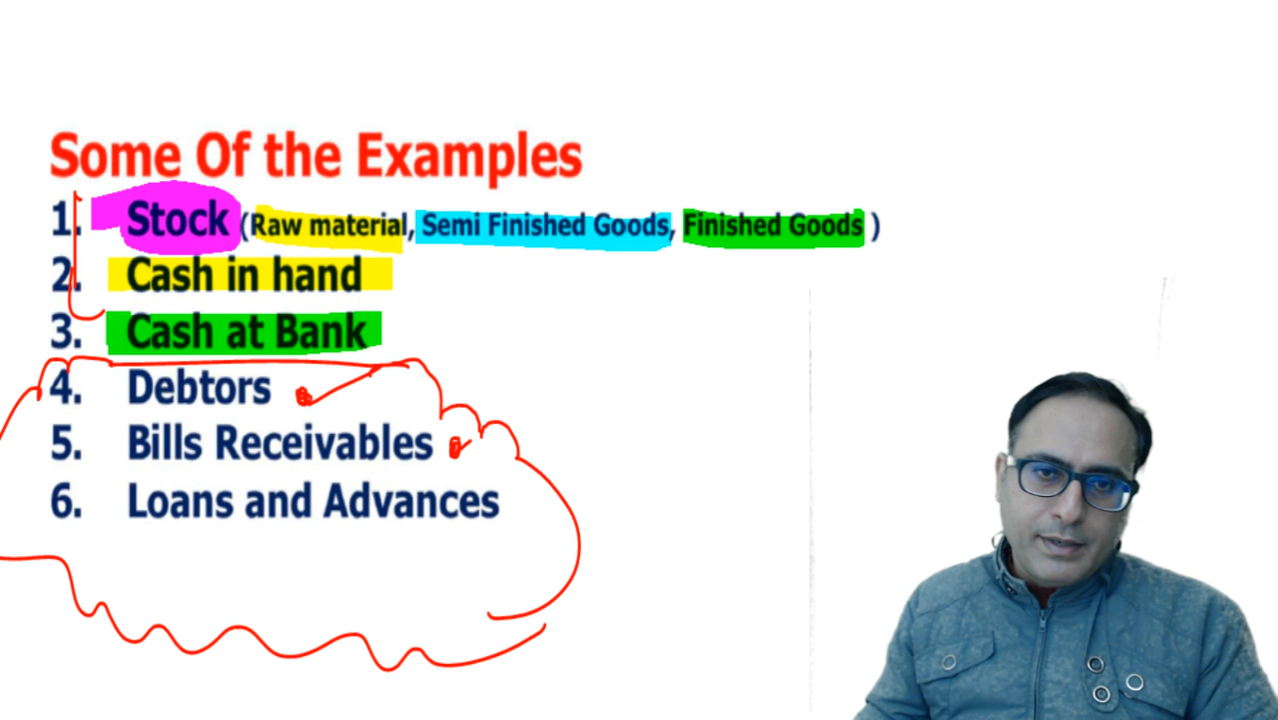 Some Of the Examples
1. Stock (Raw material, Semi Finished Goods, Finished Goods )
2. Cash in hand
3. Cash at Bank
4. Debtors
5. Bills Receivables
6. Loans and Advances